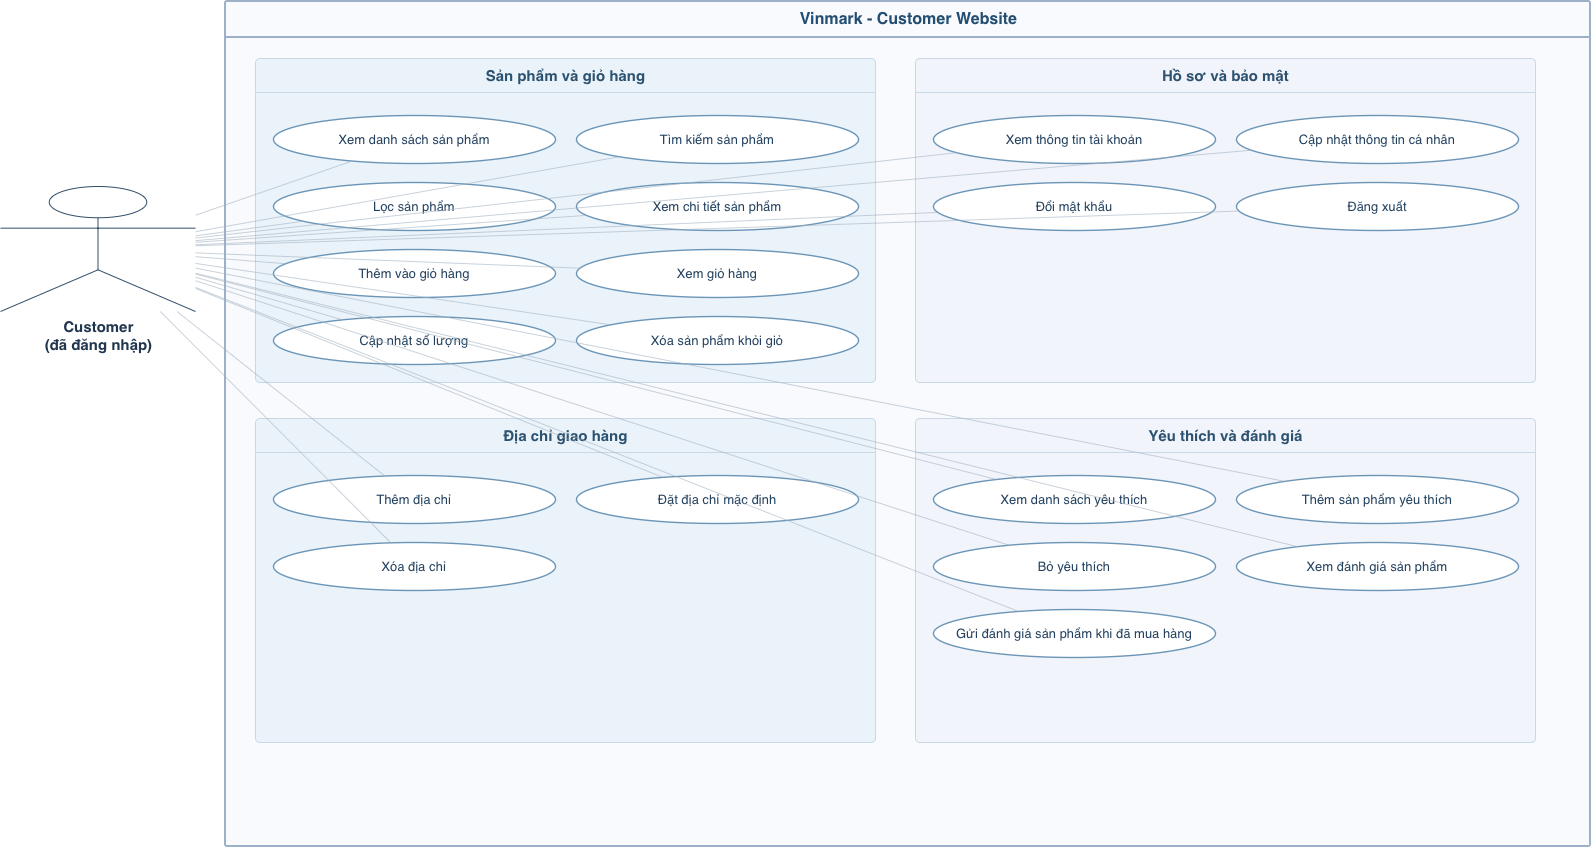 Vinmark - Customer Website
Sản phẩm và giỏ hàng
Xem danh sách sản phẩm
Tìm kiếm sản phẩm
Lọc sản phẩm
Xem chi tiết sản phẩm
Thêm vào giỏ hàng
Xem giỏ hàng
Cập nhật số lượng
Xóa sản phẩm khỏi giỏ
Hồ sơ và bảo mật
Xem thông tin tài khoản
Cập nhật thông tin cá nhân
Đổi mật khẩu
Đăng xuất
Customer
(đã đăng nhập)
Địa chỉ giao hàng
Thêm địa chỉ
Đặt địa chỉ mặc định
Xóa địa chỉ
Yêu thích và đánh giá
Xem danh sách yêu thích
Thêm sản phẩm yêu thích
Bỏ yêu thích
Xem đánh giá sản phẩm
Gửi đánh giá sản phẩm khi đã mua hàng